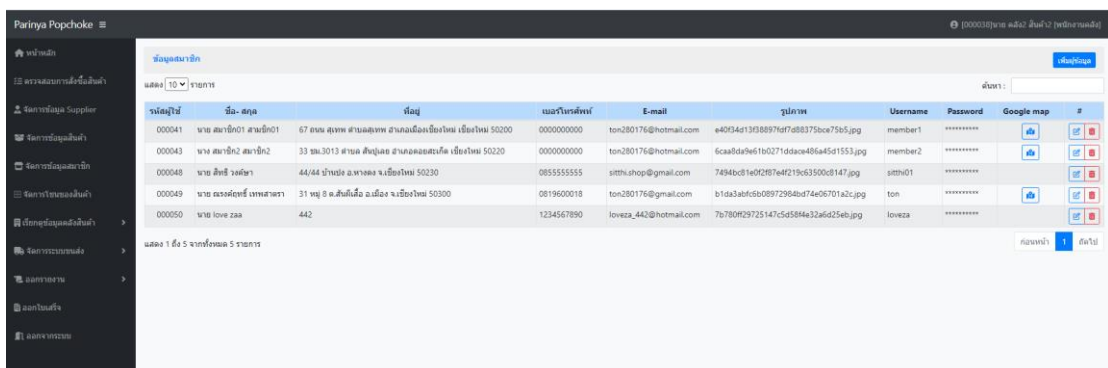 Parinya Popchoke
[000038]นาย คลัง2 สินค้า2 [พนักงานคลัง]
หน้าหลัก
ตรวจสอบการสั่งซื้อสินค้า
จัดการข้อมูล Supplier
จัดการข้อมูลสินค้า
จัดการข้อมูลสมาชิก
จัดการโซนของสินค้า
เรียกดูข้อมูลคลังสินค้า
จัดการระบบขนส่ง
ออกรายงาน
ออกใบเสร็จ
ออกจากระบบ
ข้อมูลสมาชิก
เพิ่มผู้ข้อมูล
แสดง 10 รายการ
ค้นหา :
รหัสผู้ใช้ ชื่อ- สกุล ที่อยู่ เบอร์โทรศัพท์ E-mail รูปภาพ Username Password Google map #
000041 นาย สมาชิก01 สามชิก01 67 ถนน สุเทพ ตำบลสุเทพ อำเภอเมืองเชียงใหม่ เชียงใหม่ 50200 0000000000 ton280176@hotmail.com e40f34d13f38897fdf7d88375bce75b5.jpg member1 **********
000043 นาง สมาชิก2 สมาชิก2 33 ซม.3013 ตำบล สันปูเลย อำเภอดอยสะเก็ด เชียงใหม่ 50220 0000000000 ton280176@hotmail.com 6caa8da9e61b0271ddace486a45d1553.jpg member2 **********
000048 นาย สิทธิ วงค์ษา 44/44 บ้านปง อ.หางดง จ.เชียงใหม่ 50230 0855555555 sitthi.shop@gmail.com 7494bc81e0f2f87e4f219c63500c8147.jpg sitthi01 **********
000049 นาย ณรงค์ฤทธิ์ เทพสาตรา 31 หมู่ 8 ต.สันผีเสื้อ อ.เมือง จ.เชียงใหม่ 50300 0819600018 ton280176@gmail.com b1da3abfc6b08972984bd74e06701a2c.jpg ton **********
000050 นาย love zaa 442 1234567890 loveza_442@hotmail.com 7b780ff29725147c5d58f4e32a6d25eb.jpg loveza **********
แสดง 1 ถึง 5 จากทั้งหมด 5 รายการ
ก่อนหน้า 1 ถัดไป